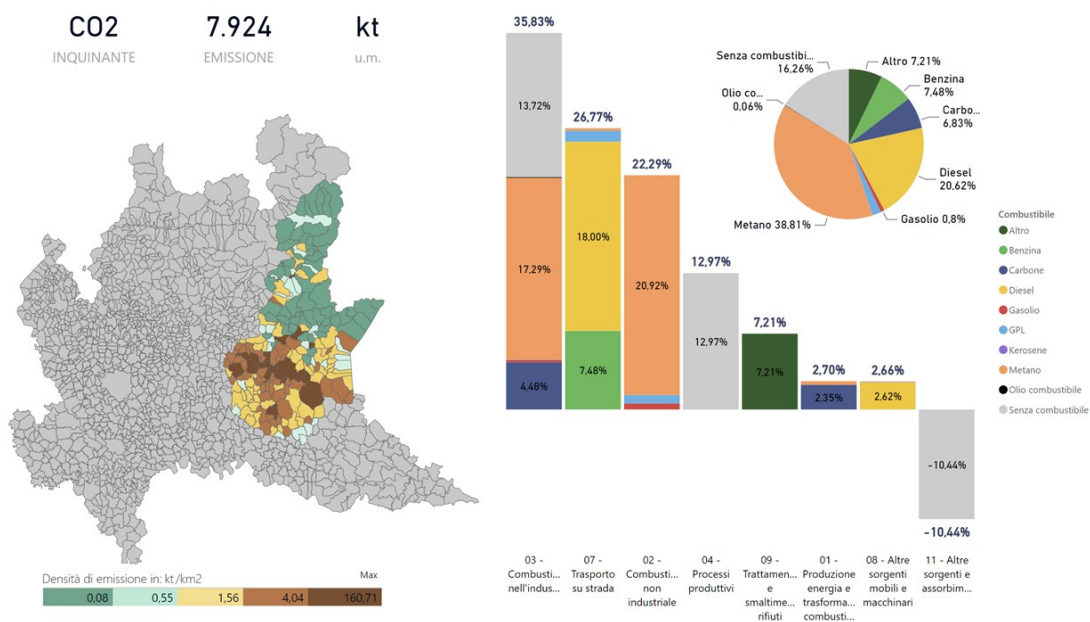 CO2
7.924
kt
INQUINANTE
EMISSIONE
u.m.
Densità di emissione in: kt/km2
Max
0,08
0,55
1,56
4,04
160,71
35,83%
13,72%
17,29%
4,48%
26,77%
18,00%
7,48%
22,29%
20,92%
12,97%
12,97%
7,21%
7,21%
2,70%
2,35%
2,66%
2,62%
-10,44%
-10,44%
03 -
Combusti...
nell'indus...
07 -
Trasporto
su strada
02 -
Combusti...
non
industriale
04 -
Processi
produttivi
09 -
Trattamen...
e
smaltime...
rifiuti
01 -
Produzione
energia e
trasforma...
combusti...
08 - Altre
sorgenti
mobili e
macchinari
11 - Altre
sorgenti e
assorbim...
Senza combustibi...
16,26%
Altro 7,21%
Benzina
7,48%
Carbo...
6,83%
Diesel
20,62%
Gasolio 0,8%
Metano 38,81%
Olio co...
0,06%
Combustibile
Altro
Benzina
Carbone
Diesel
Gasolio
GPL
Kerosene
Metano
Olio combustibile
Senza combustibile